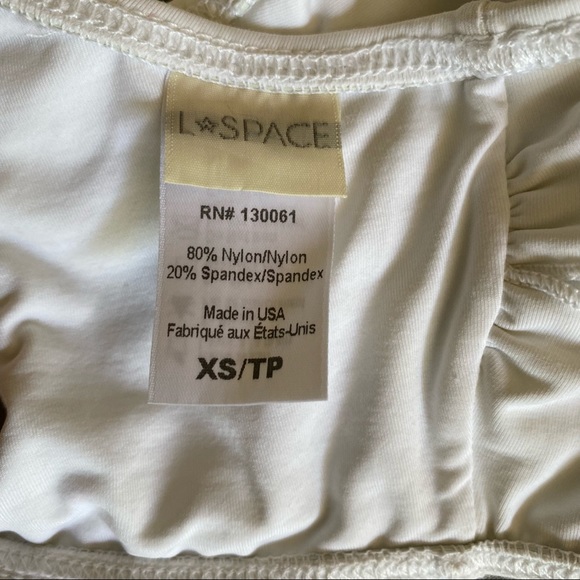 L★SPACE
RN# 130061
80% Nylon/Nylon
20% Spandex/Spandex
Made in USA
Fabriqué aux États-Unis
XS/TP